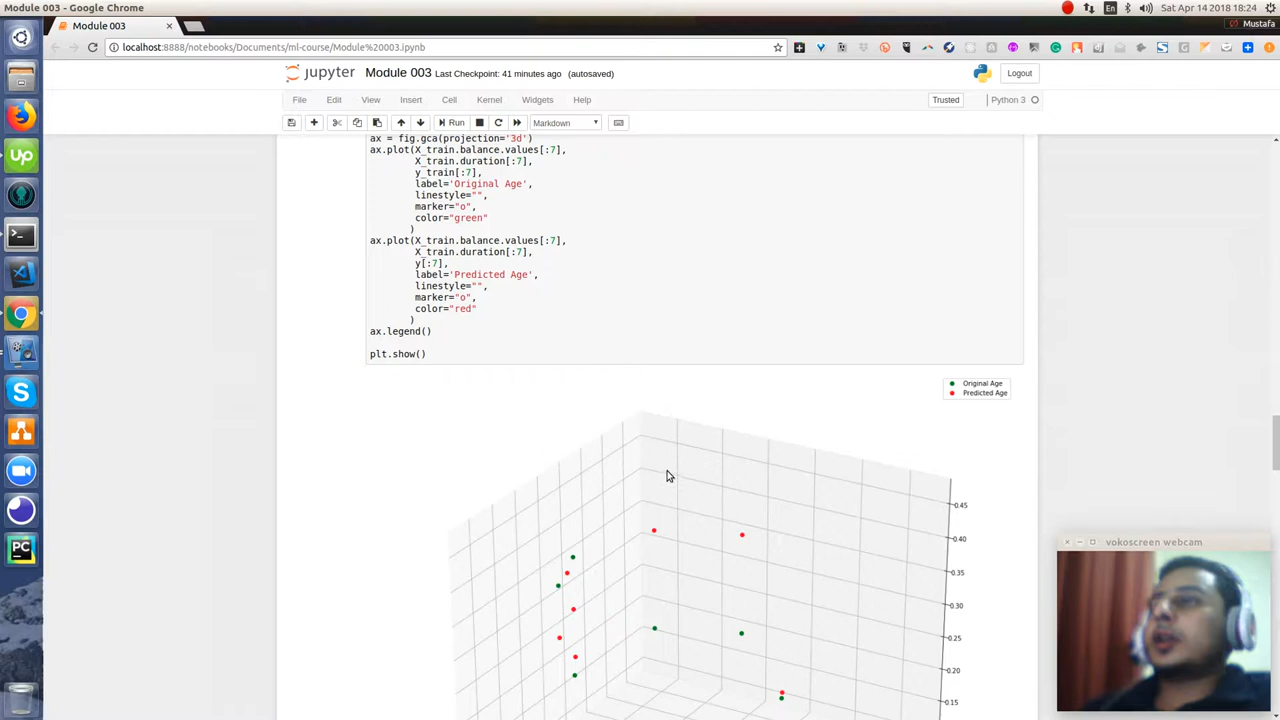 Module 003 - Google Chrome
En
Sat Apr 14 2018 18:24
Module 003
Mustafa
localhost:8888/notebooks/Documents/ml-course/Module%20003.ipynb
jupyter Module 003 Last Checkpoint: 41 minutes ago (autosaved)
Logout
File Edit View Insert Cell Kernel Widgets Help
Trusted
Python 3
Run
Markdown
ax = fig.gca(projection='3d')
ax.plot(X_train.balance.values[:7],
X_train.duration[:7],
y_train[:7],
label='Original Age',
linestyle="",
marker="o",
color="green"
)
ax.plot(X_train.balance.values[:7],
X_train.duration[:7],
y[:7],
label='Predicted Age',
linestyle="",
marker="o",
color="red"
)
ax.legend()
plt.show()
Original Age
Predicted Age
0.45
0.40
0.35
0.30
0.25
0.20
0.15
vokoscreen webcam
Up
PC